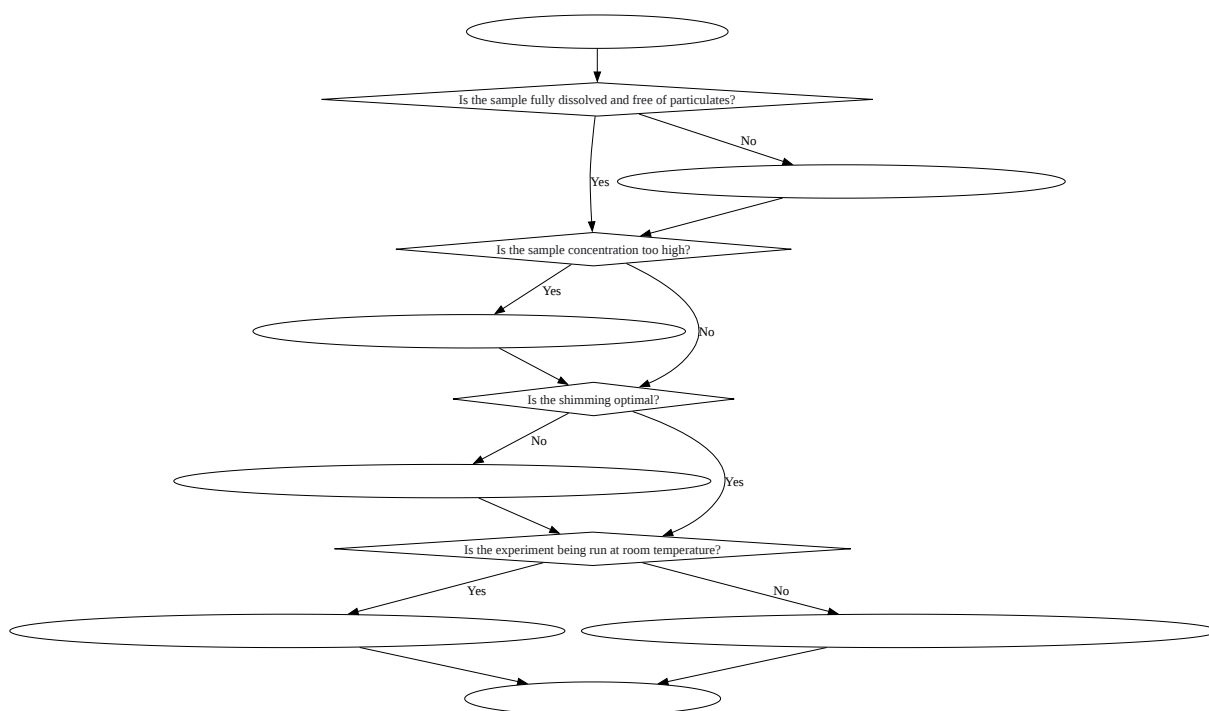 Is the sample fully dissolved and free of particulates?
No
Yes
Is the sample concentration too high?
Yes
No
Is the shimming optimal?
No
Yes
Is the experiment being run at room temperature?
Yes
No